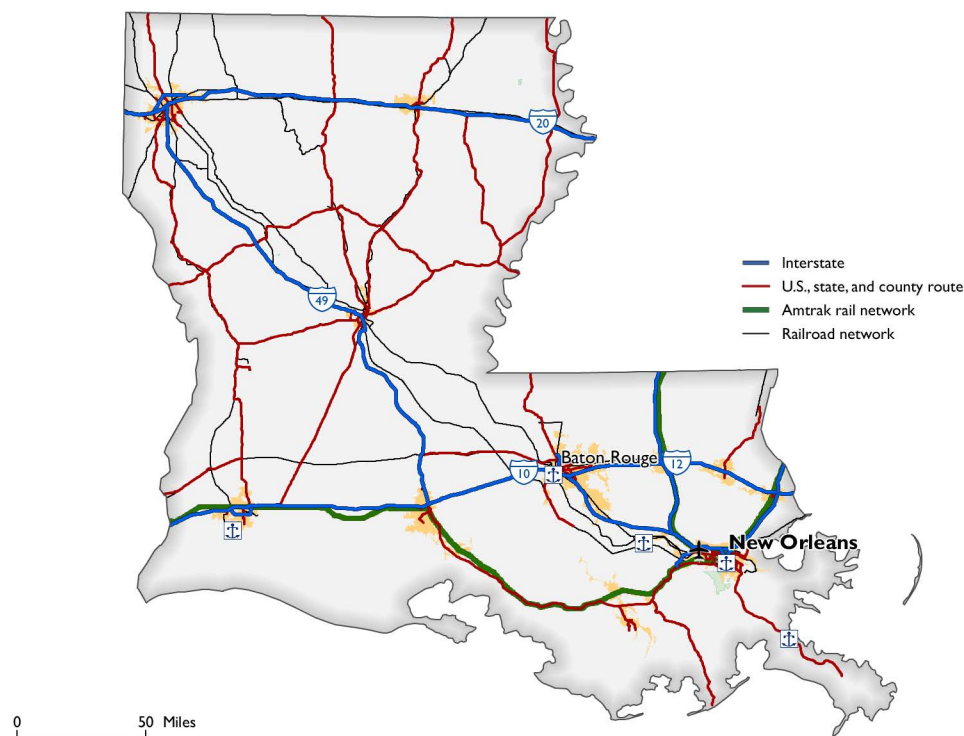 20
Interstate
U.S., state, and county route
49
Amtrak rail network
Railroad network
Baton Rouge
10
12
New Orleans
0 50 Miles